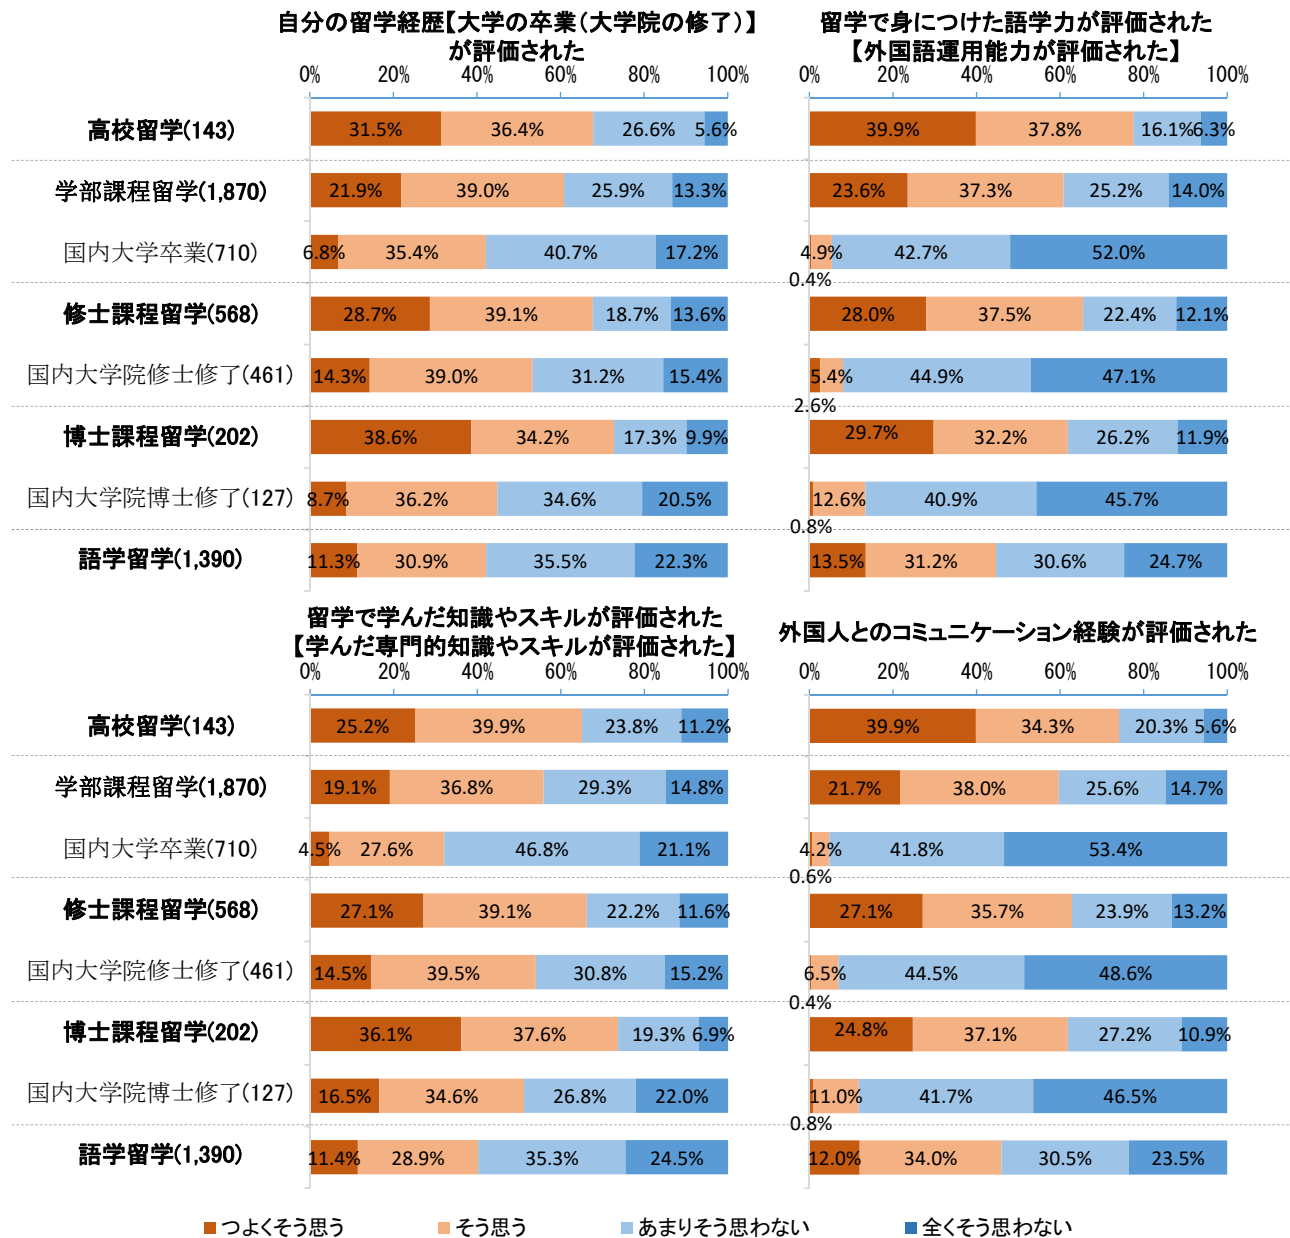 自分の留学経歴【大学の卒業（大学院の修了）】
が評価された
0% 20% 40% 60% 80% 100%
高校留学(143) 31.5% 36.4% 26.6% 5.6%
学部課程留学(1,870) 21.9% 39.0% 25.9% 13.3%
国内大学卒業(710) 6.8% 35.4% 40.7% 17.2%
修士課程留学(568) 28.7% 39.1% 18.7% 13.6%
国内大学院修士修了(461) 14.3% 39.0% 31.2% 15.4%
博士課程留学(202) 38.6% 34.2% 17.3% 9.9%
国内大学院博士修了(127) 8.7% 36.2% 34.6% 20.5%
語学留学(1,390) 11.3% 30.9% 35.5% 22.3%
留学で身につけた語学力が評価された
【外国語運用能力が評価された】
0% 20% 40% 60% 80% 100%
39.9% 37.8% 16.1% 6.3%
23.6% 37.3% 25.2% 14.0%
4.9% 42.7% 52.0%
0.4%
28.0% 37.5% 22.4% 12.1%
5.4% 44.9% 47.1%
2.6%
29.7% 32.2% 26.2% 11.9%
12.6% 40.9% 45.7%
0.8%
13.5% 31.2% 30.6% 24.7%
留学で学んだ知識やスキルが評価された
【学んだ専門的知識やスキルが評価された】
0% 20% 40% 60% 80% 100%
高校留学(143) 25.2% 39.9% 23.8% 11.2%
学部課程留学(1,870) 19.1% 36.8% 29.3% 14.8%
国内大学卒業(710) 4.5% 27.6% 46.8% 21.1%
修士課程留学(568) 27.1% 39.1% 22.2% 11.6%
国内大学院修士修了(461) 14.5% 39.5% 30.8% 15.2%
博士課程留学(202) 36.1% 37.6% 19.3% 6.9%
国内大学院博士修了(127) 16.5% 34.6% 26.8% 22.0%
語学留学(1,390) 11.4% 28.9% 35.3% 24.5%
外国人とのコミュニケーション経験が評価された
0% 20% 40% 60% 80% 100%
39.9% 34.3% 20.3% 5.6%
21.7% 38.0% 25.6% 14.7%
4.2% 41.8% 53.4%
0.6%
27.1% 35.7% 23.9% 13.2%
6.5% 44.5% 48.6%
0.4%
24.8% 37.1% 27.2% 10.9%
11.0% 41.7% 46.5%
0.8%
12.0% 34.0% 30.5% 23.5%
つよくそう思う そう思う あまりそう思わない 全くそう思わない